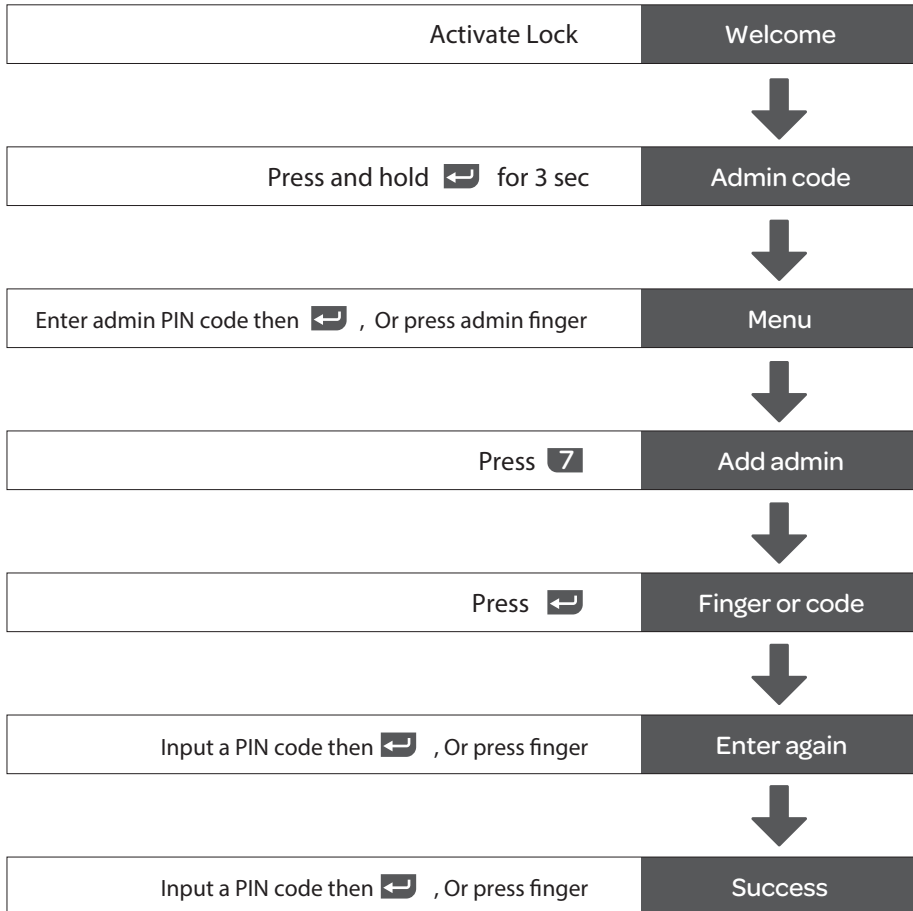 Activate Lock Welcome
Press and hold for 3 sec Admin code
Enter admin PIN code then , Or press admin finger Menu
Press 7 Add admin
Press Finger or code
Input a PIN code then , Or press finger Enter again
Input a PIN code then , Or press finger Success